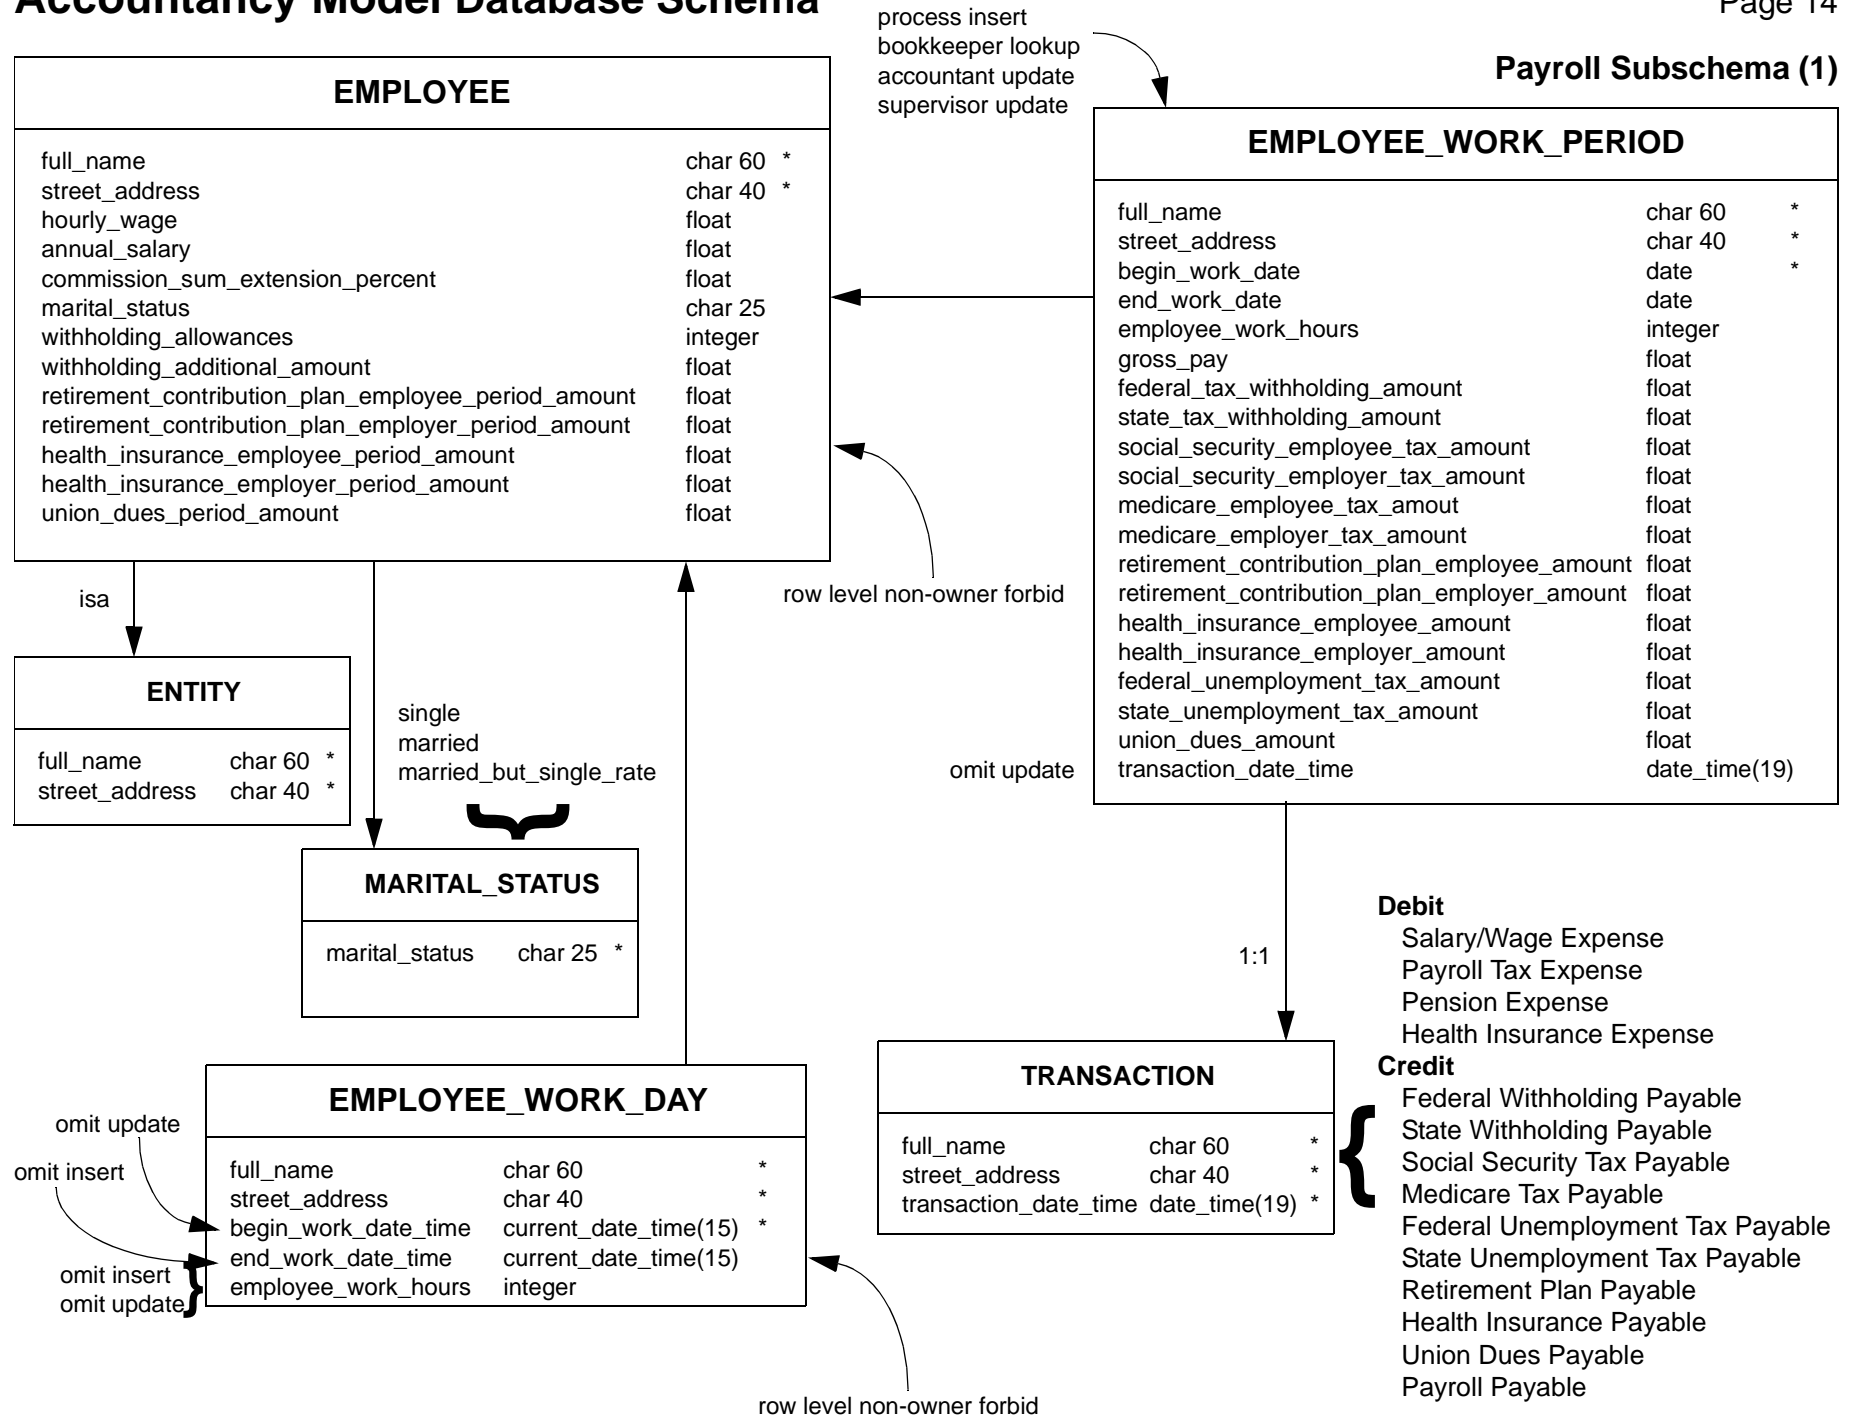 Accountancy Model Database Schema
Page 14
Payroll Subschema (1)
process insert
bookkeeper lookup
accountant update
supervisor update
EMPLOYEE
full_name char 60 *
street_address char 40 *
hourly_wage float
annual_salary float
commission_sum_extension_percent float
marital_status char 25
withholding_allowances integer
withholding_additional_amount float
retirement_contribution_plan_employee_period_amount float
retirement_contribution_plan_employer_period_amount float
health_insurance_employee_period_amount float
health_insurance_employer_period_amount float
union_dues_period_amount float
row level non-owner forbid
EMPLOYEE_WORK_PERIOD
full_name char 60 *
street_address char 40 *
begin_work_date date *
end_work_date date
employee_work_hours integer
gross_pay float
federal_tax_withholding_amount float
state_tax_withholding_amount float
social_security_employee_tax_amount float
social_security_employer_tax_amount float
medicare_employee_tax_amout float
medicare_employer_tax_amount float
retirement_contribution_plan_employee_amount float
retirement_contribution_plan_employer_amount float
health_insurance_employee_amount float
health_insurance_employer_amount float
federal_unemployment_tax_amount float
state_unemployment_tax_amount float
union_dues_amount float
omit update
transaction_date_time date_time(19)
isa
ENTITY
full_name char 60 *
street_address char 40 *
single
married
married_but_single_rate
}
MARITAL_STATUS
marital_status char 25 *
EMPLOYEE_WORK_DAY
omit update
omit insert
omit insert
omit update
}
full_name char 60 *
street_address char 40 *
begin_work_date_time current_date_time(15) *
end_work_date_time current_date_time(15)
employee_work_hours integer
row level non-owner forbid
1:1
TRANSACTION
full_name char 60 *
street_address char 40 *
transaction_date_time date_time(19) *
{
Debit
Salary/Wage Expense
Payroll Tax Expense
Pension Expense
Health Insurance Expense
Credit
Federal Withholding Payable
State Withholding Payable
Social Security Tax Payable
Medicare Tax Payable
Federal Unemployment Tax Payable
State Unemployment Tax Payable
Retirement Plan Payable
Health Insurance Payable
Union Dues Payable
Payroll Payable